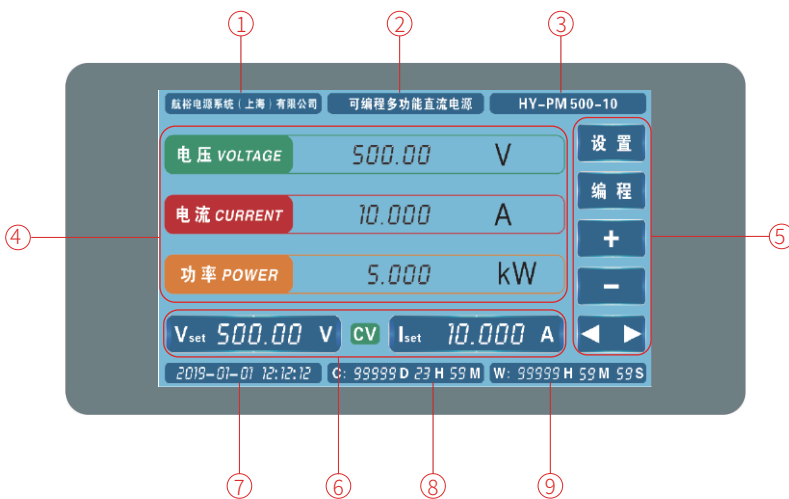 ① ② ③
航裕电源系统（上海）有限公司 可编程多功能直流电源 HY-PM 500-10
电压 VOLTAGE 500.00 V
设置
编程
电流 CURRENT 10.000 A
④ ⑤
+
功率 POWER 5.000 kW
−
Vset 500.00 V CV Iset 10.000 A ◀ ▶
2019-01-01 12:12:12 C: 99999 D 23 H 59 M W: 99999 H 59 M 59 S
⑦ ⑥ ⑧ ⑨